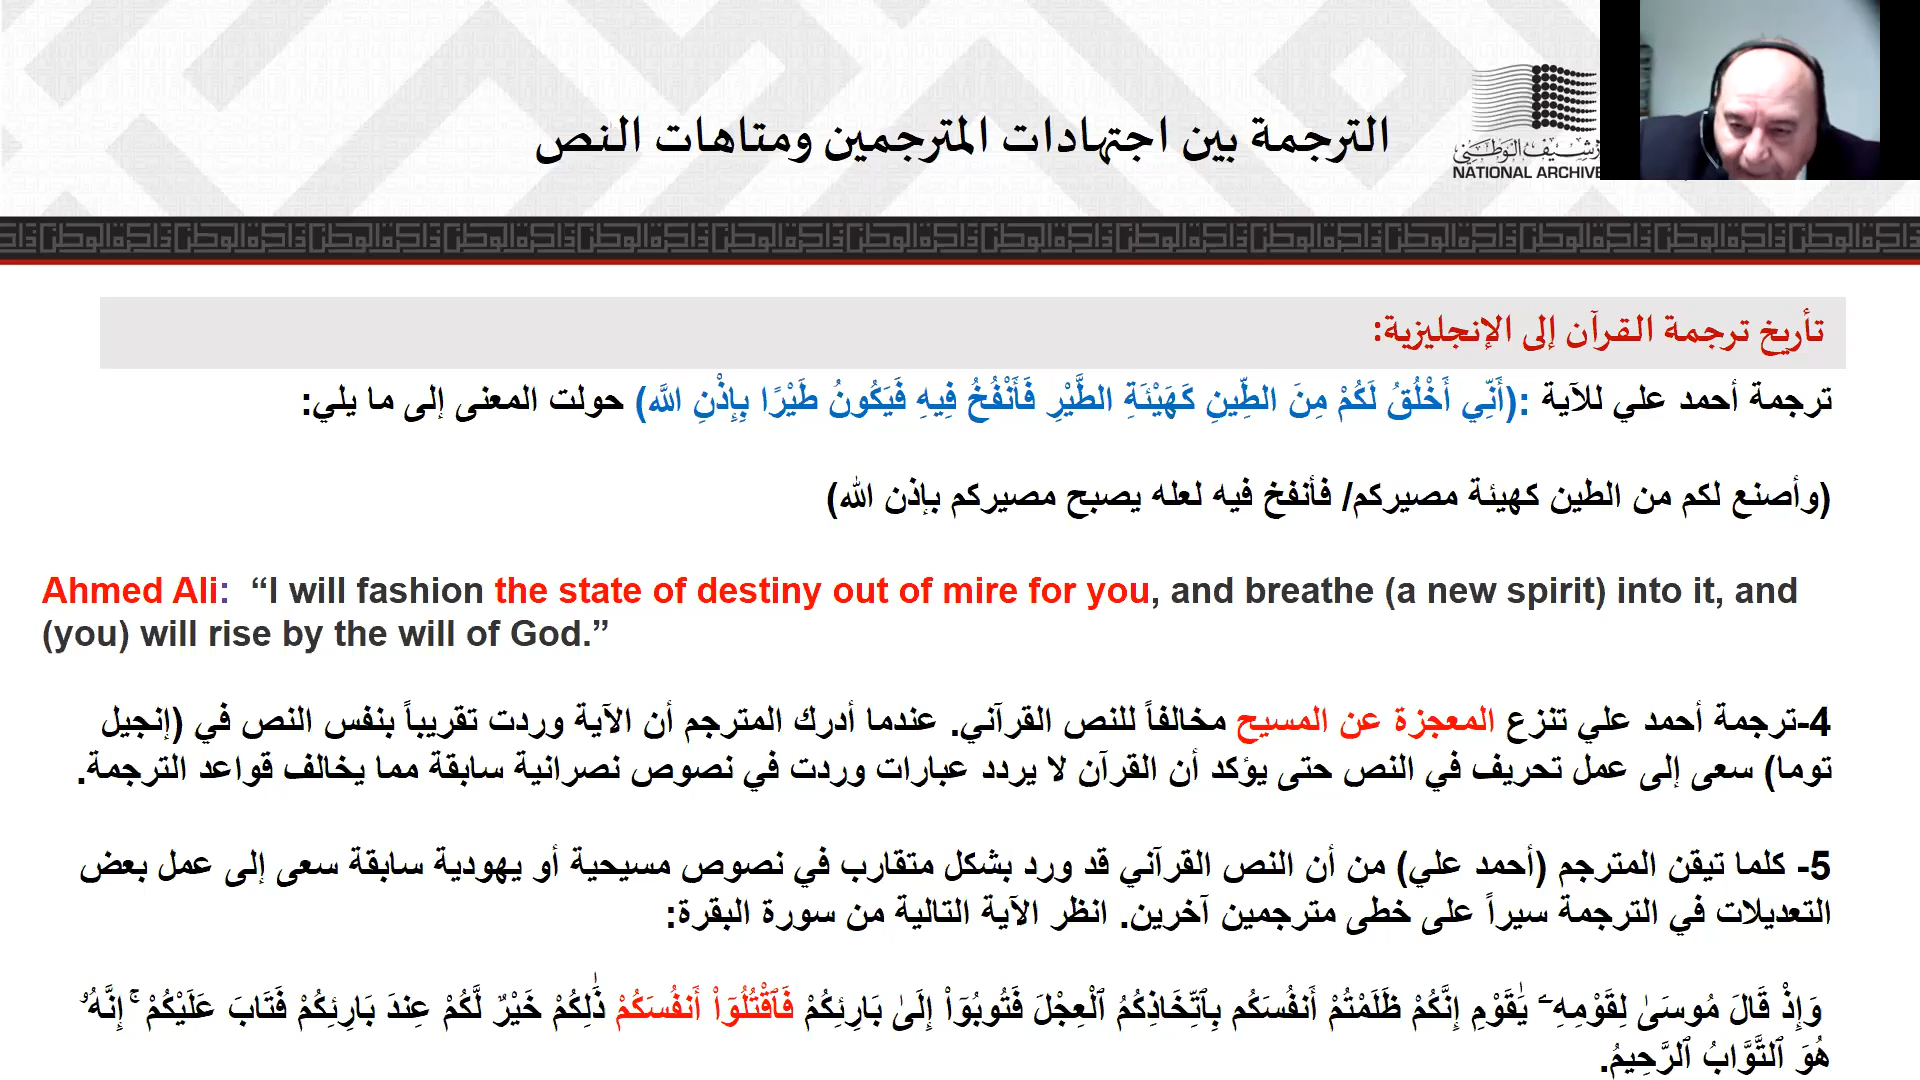 الترجمة بين اجتهادات المترجمين ومتاهات النص
NATIONAL ARCHIVE
تأريخ ترجمة القرآن إلى الإنجليزية:
ترجمة أحمد علي للآية :(أَنِّي أَخْلُقُ لَكُمْ مِنَ الطِّينِ كَهَيْئَةِ الطَّيْرِ فَأَنْفُخُ فِيهِ فَيَكُونُ طَيْرًا بِإِذْنِ اللَّه) حولت المعنى إلى ما يلي:
(وأصنع لكم من الطين كهيئة مصيركم/ فأنفخ فيه لعله يصبح مصيركم بإذن الله)
Ahmed Ali: “I will fashion the state of destiny out of mire for you, and breathe (a new spirit) into it, and
(you) will rise by the will of God.”
4-ترجمة أحمد علي تنزع المعجزة عن المسيح مخالفاً للنص القرآني. عندما أدرك المترجم أن الآية وردت تقريباً بنفس النص في (إنجيل
توما) سعى إلى عمل تحريف في النص حتى يؤكد أن القرآن لا يردد عبارات وردت في نصوص نصرانية سابقة مما يخالف قواعد الترجمة.
5- كلما تيقن المترجم (أحمد علي) من أن النص القرآني قد ورد بشكل متقارب في نصوص مسيحية أو يهودية سابقة سعى إلى عمل بعض
التعديلات في الترجمة سيراً على خطى مترجمين آخرين. انظر الآية التالية من سورة البقرة:
وَإِذْ قَالَ مُوسَىٰ لِقَوْمِهِۦ يَٰقَوْمِ إِنَّكُمْ ظَلَمْتُمْ أَنفُسَكُم بِٱتِّخَاذِكُمُ ٱلْعِجْلَ فَتُوبُوٓا۟ إِلَىٰ بَارِئِكُمْ فَٱقْتُلُوٓا۟ أَنفُسَكُمْ ذَٰلِكُمْ خَيْرٌ لَّكُمْ عِندَ بَارِئِكُمْ فَتَابَ عَلَيْكُمْ ۚ إِنَّهُۥ
هُوَ ٱلتَّوَّابُ ٱلرَّحِيمُ.